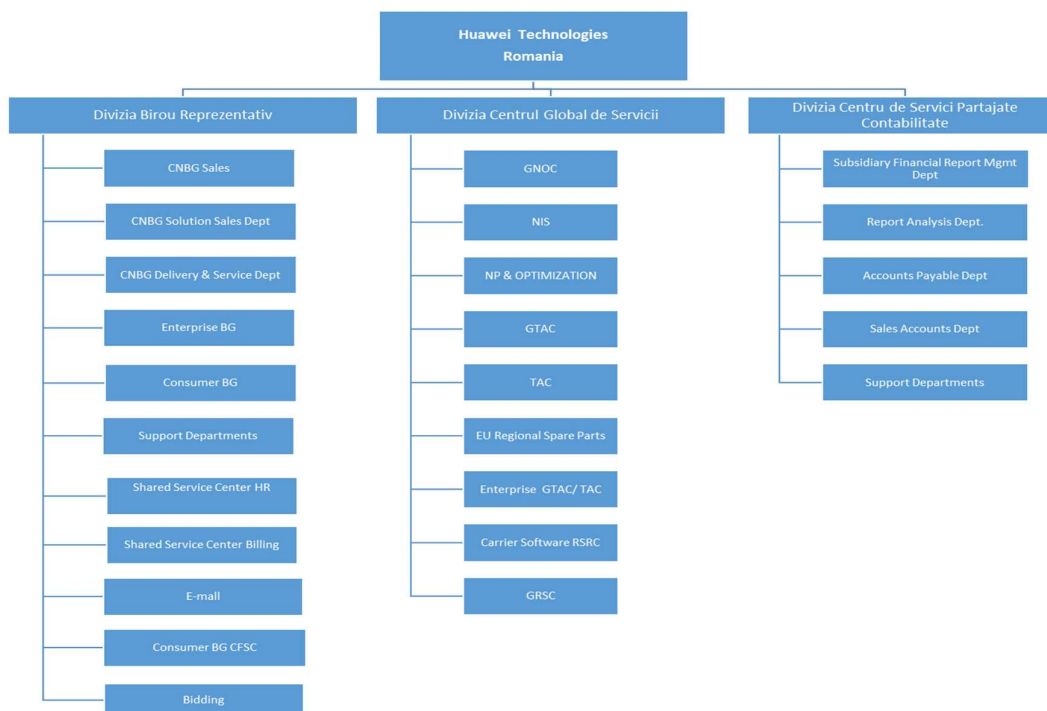 Huawei Technologies
Romania
Divizia Birou Reprezentativ
CNBG Sales
CNBG Solution Sales Dept
CNBG Delivery & Service Dept
Enterprise BG
Consumer BG
Support Departments
Shared Service Center HR
Shared Service Center Billing
E-mall
Consumer BG CFSC
Bidding
Divizia Centrul Global de Servicii
GNOC
NIS
NP & OPTIMIZATION
GTAC
TAC
EU Regional Spare Parts
Enterprise GTAC/ TAC
Carrier Software RSRC
GRSC
Divizia Centru de Servici Partajate
Contabilitate
Subsidiary Financial Report Mgmt
Dept
Report Analysis Dept.
Accounts Payable Dept
Sales Accounts Dept
Support Departments